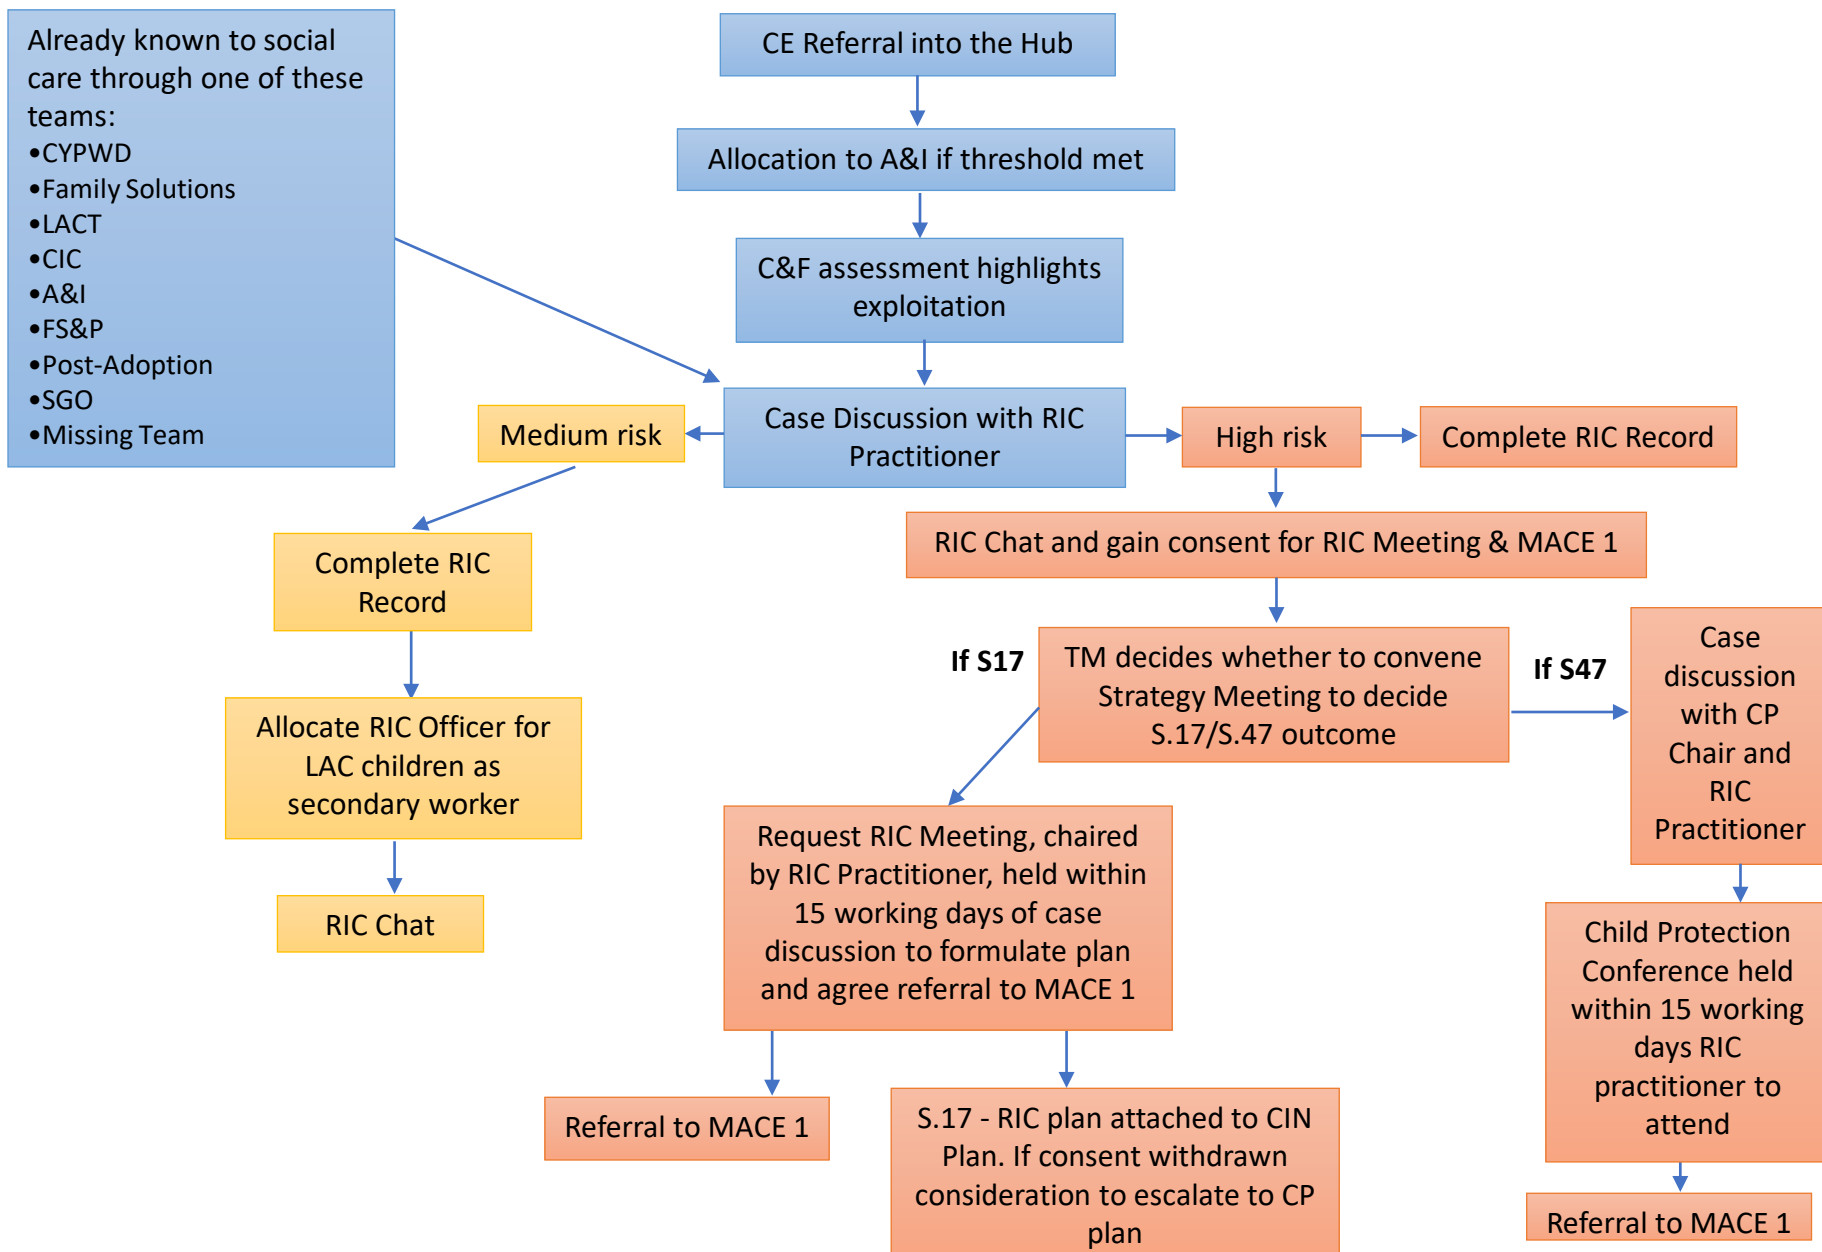 Already known to social
care through one of these
teams:
•CYPWD
•Family Solutions
•LACT
•CIC
•A&I
•FS&P
•Post-Adoption
•SGO
•Missing Team
CE Referral into the Hub
Allocation to A&I if threshold met
C&F assessment highlights
exploitation
Case Discussion with RIC
Practitioner
Medium risk
High risk
Complete RIC Record
Complete RIC
Record
Allocate RIC Officer for
LAC children as
secondary worker
RIC Chat
RIC Chat and gain consent for RIC Meeting & MACE 1
If S17
TM decides whether to convene
Strategy Meeting to decide
S.17/S.47 outcome
If S47
Case
discussion
with CP
Chair and
RIC
Practitioner
Request RIC Meeting, chaired
by RIC Practitioner, held within
15 working days of case
discussion to formulate plan
and agree referral to MACE 1
Child Protection
Conference held
within 15 working
days RIC
practitioner to
attend
Referral to MACE 1
S.17 - RIC plan attached to CIN
Plan. If consent withdrawn
consideration to escalate to CP
plan
Referral to MACE 1